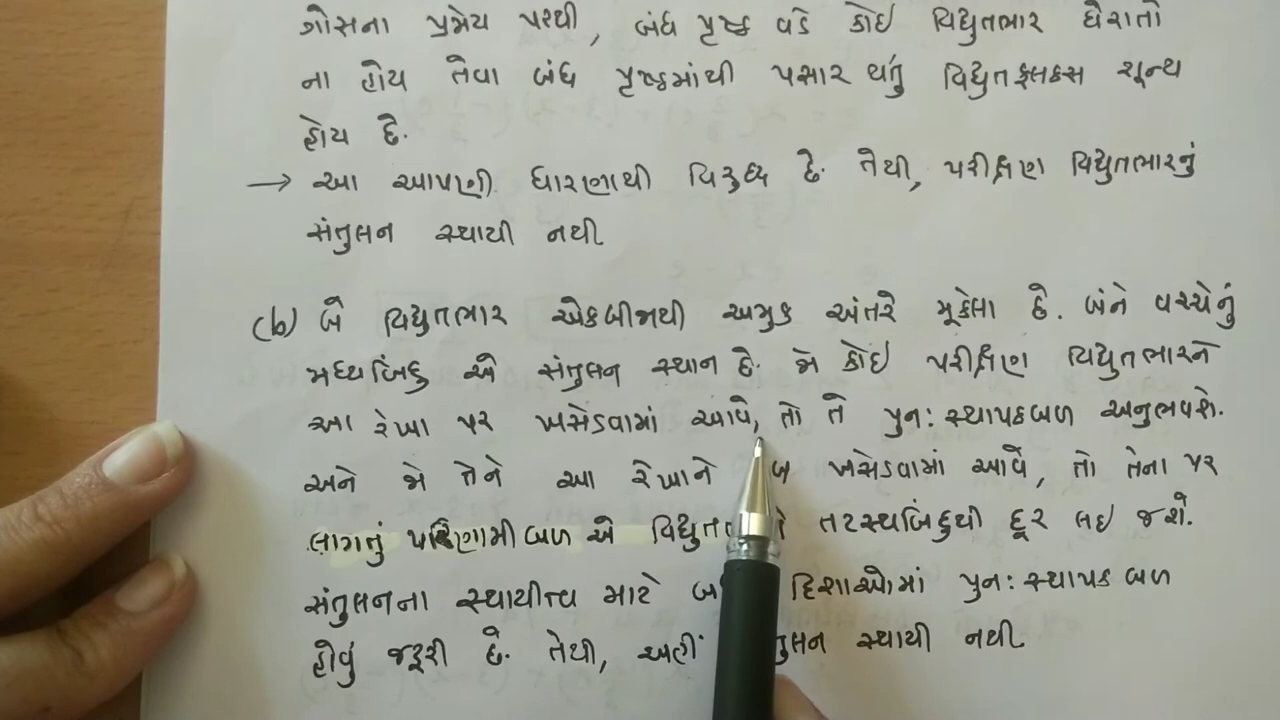 ગોસના પ્રમેય પરથી, બંધ પૃષ્ઠ વડે કોઈ વિદ્યુતભાર ઘેરાતો
ના હોય તેવા બંધ પૃષ્ઠમાંથી પસાર થતું વિદ્યુતફ્લક્સ શૂન્ય
હોય છે.
→ આ આપણી ધારણાથી વિરુધ્ધ છે. તેથી, પરીક્ષણ વિદ્યુતભારનું
સંતુલન સ્થાયી નથી.
(b) બે વિદ્યુતભાર એકબીજાથી અમુક અંતરે મૂકેલા છે. બંને વચ્ચેનું
મધ્યબિંદુ એ સંતુલન સ્થાન છે. જો કોઈ પરીક્ષણ વિદ્યુતભારને
આ રેખા પર ખસેડવામાં આવે, તો તે પુન: સ્થાપકબળ અનુભવશે.
અને જો તેને આ રેખાને ખસેડવામાં આવે, તો તેના પર
લાગતું પરિણામી બળ એ તટસ્થબિંદુથી દૂર લઇ જશે.
સંતુલનના સ્થાયીત્વ માટે દિશાઓમાં પુન: સ્થાપક બળ
હોવું જરૂરી છે. તેથી, અહીં સ્થાયી નથી.